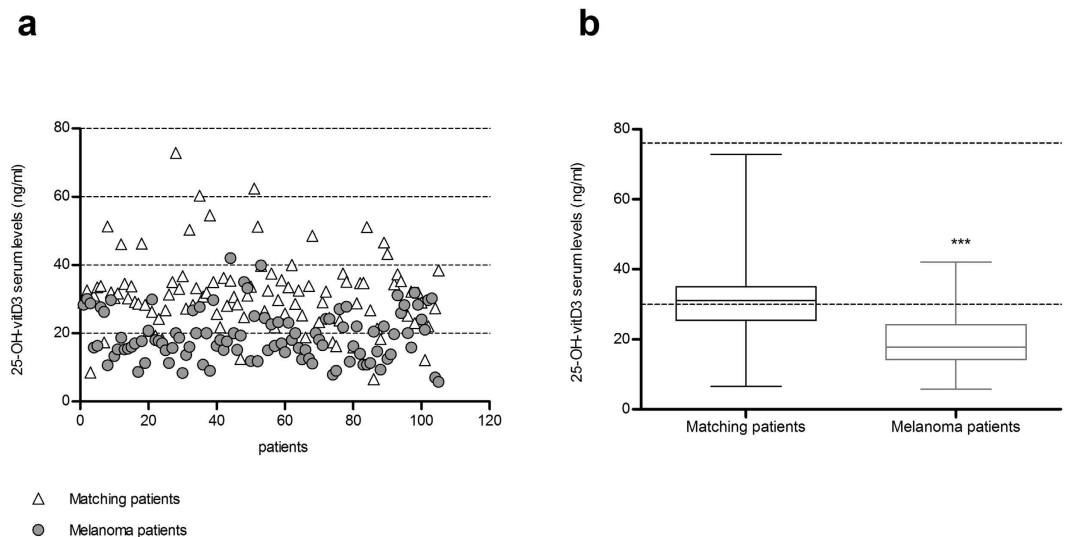 a
25-OH-vitD3 serum levels (ng/ml)
80
60
40
20
0
0 20 40 60 80 100 120
patients
Matching patients
Melanoma patients
b
25-OH-vitD3 serum levels (ng/ml)
80
60
40
20
0
***
Matching patients
Melanoma patients